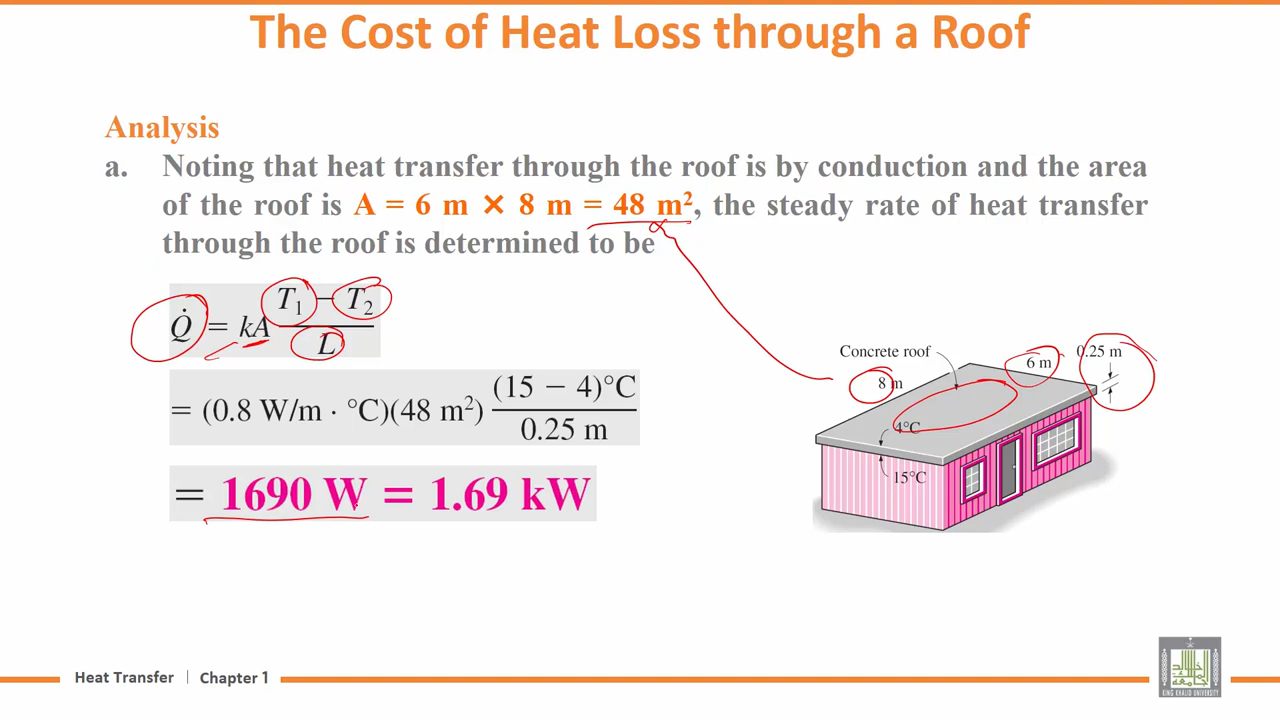 The Cost of Heat Loss through a Roof
Analysis
a. Noting that heat transfer through the roof is by conduction and the area
of the roof is A = 6 m ✕ 8 m = 48 m², the steady rate of heat transfer
through the roof is determined to be
Q̇ = kA (T₁ − T₂)/L
= (0.8 W/m · °C)(48 m²) (15 − 4)°C/0.25 m
= 1690 W = 1.69 kW
Concrete roof
8 m
6 m
0.25 m
4°C
15°C
Heat Transfer | Chapter 1
KING KHALID UNIVERSITY